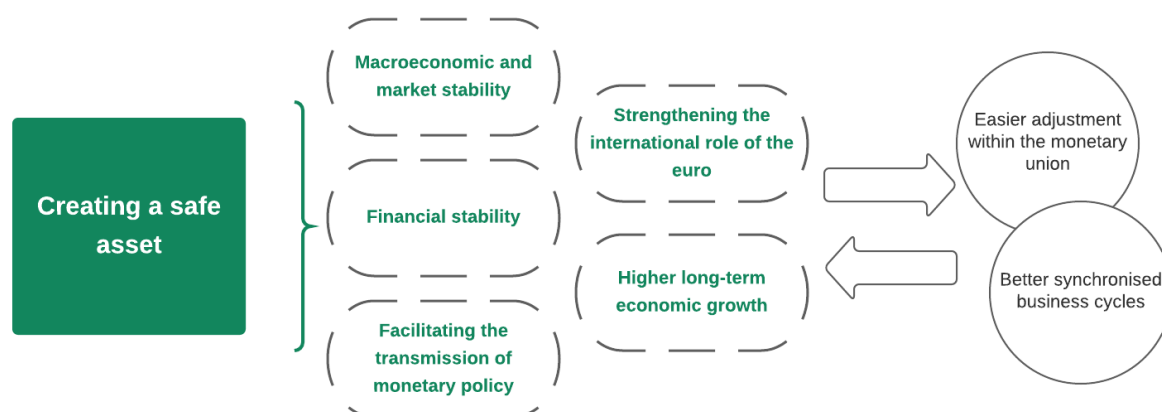 Creating a safe
asset
Macroeconomic and
market stability
Financial stability
Facilitating the
transmission of
monetary policy
Strengthening the
international role of the
euro
Higher long-term
economic growth
Easier adjustment
within the monetary
union
Better synchronised
business cycles